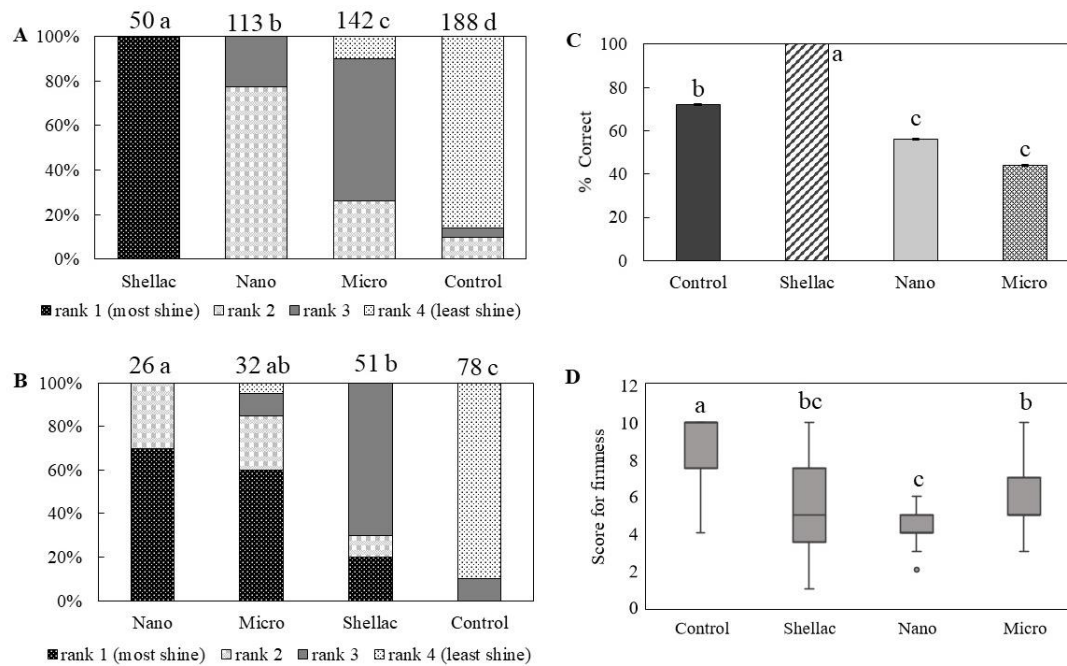 A
50 a 113 b 142 c 188 d
100%
80%
60%
40%
20%
0%
Shellac Nano Micro Control
rank 1 (most shine) rank 2 rank 3 rank 4 (least shine)
B
26 a 32 ab 51 b 78 c
100%
80%
60%
40%
20%
0%
Nano Micro Shellac Control
rank 1 (most shine) rank 2 rank 3 rank 4 (least shine)
C
% Correct
100
80
60
40
20
0
b a c c
Control Shellac Nano Micro
D
Score for firmness
12
10
8
6
4
2
0
a bc c b
Control Shellac Nano Micro